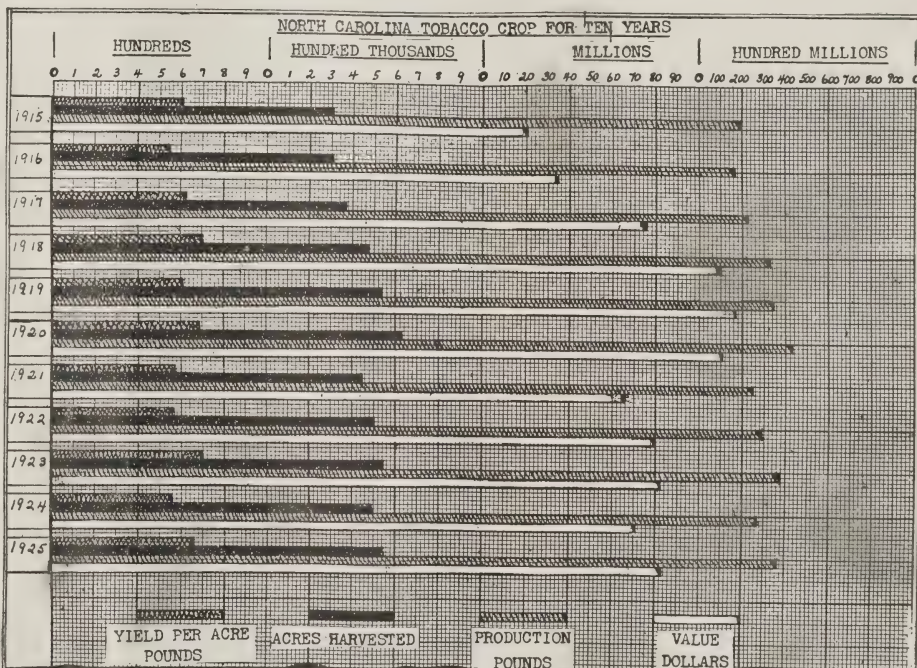 NORTH CAROLINA TOBACCO CROP FOR TEN YEARS
HUNDREDS HUNDRED THOUSANDS MILLIONS HUNDRED MILLIONS
0 1 2 3 4 5 6 7 8 9 0 1 2 3 4 5 6 7 8 9 0 10 20 30 40 50 60 70 80 90 0 100 200 300 400 500 600 700 800 900 0
1915
1916
1917
1918
1919
1920
1921
1922
1923
1924
1925
YIELD PER ACRE
POUNDS
ACRES HARVESTED
PRODUCTION
POUNDS
VALUE
DOLLARS